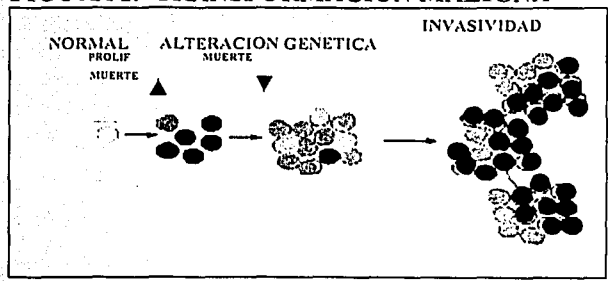 INVASIVIDAD
NORMAL ALTERACION GENETICA
PROLIF MUERTE
MUERTE